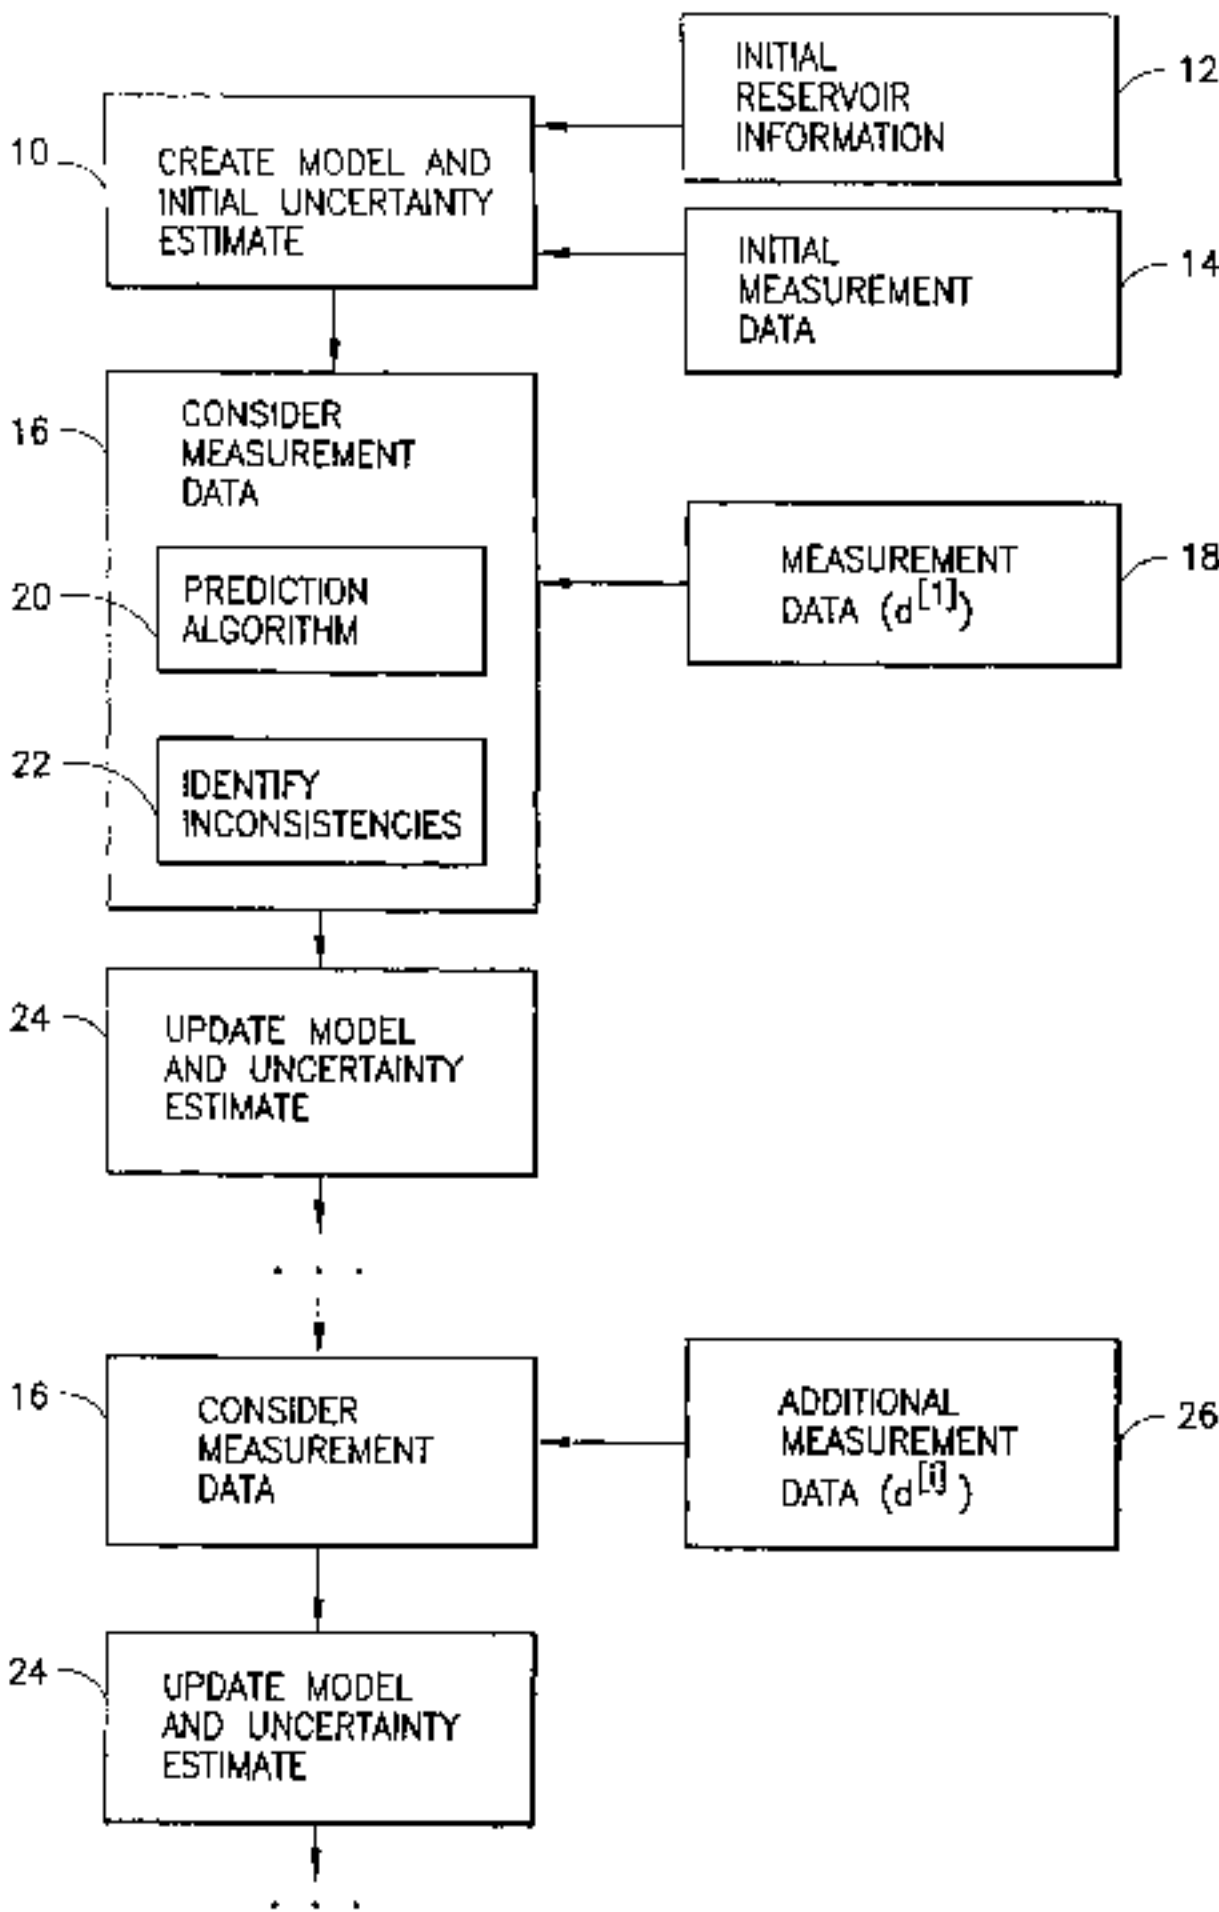 INITIAL
RESERVOIR
INFORMATION
12
10
CREATE MODEL AND
INITIAL UNCERTAINTY
ESTIMATE
INITIAL
MEASUREMENT
DATA
14
16
CONSIDER
MEASUREMENT
DATA
20
PREDICTION
ALGORITHM
MEASUREMENT
DATA (d[1])
18
22
IDENTIFY
INCONSISTENCIES
24
UPDATE MODEL
AND UNCERTAINTY
ESTIMATE
. . .
16
CONSIDER
MEASUREMENT
DATA
ADDITIONAL
MEASUREMENT
DATA (d[i])
26
24
UPDATE MODEL
AND UNCERTAINTY
ESTIMATE
. . .